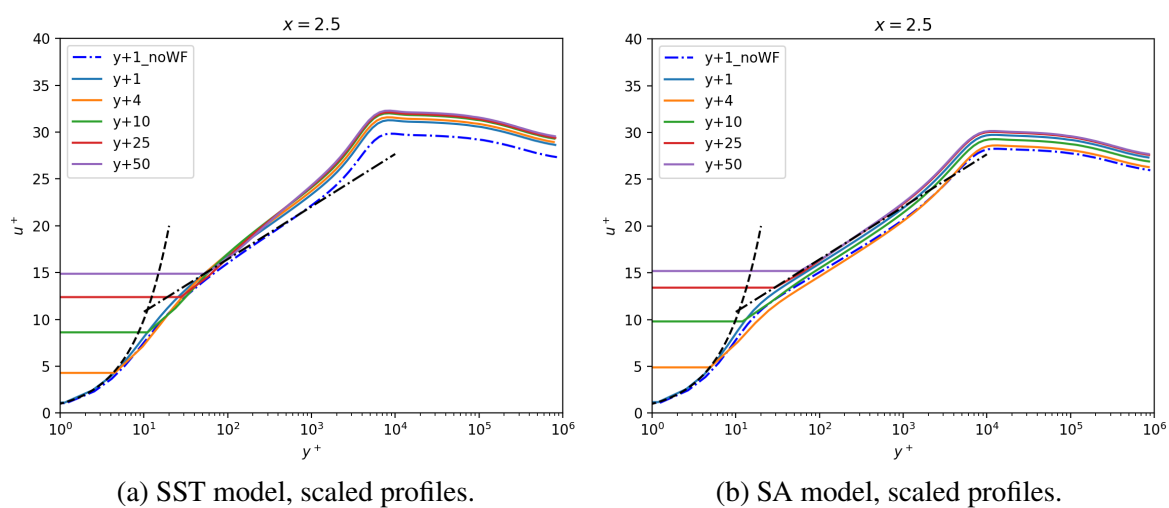 x = 2.5
40
35
30
25
20
15
10
5
0
u⁺
y+1_noWF
y+1
y+4
y+10
y+25
y+50
10⁰ 10¹ 10² 10³ 10⁴ 10⁵ 10⁶
y⁺
(a) SST model, scaled profiles.
x = 2.5
40
35
30
25
20
15
10
5
0
u⁺
y+1_noWF
y+1
y+4
y+10
y+25
y+50
10⁰ 10¹ 10² 10³ 10⁴ 10⁵ 10⁶
y⁺
(b) SA model, scaled profiles.